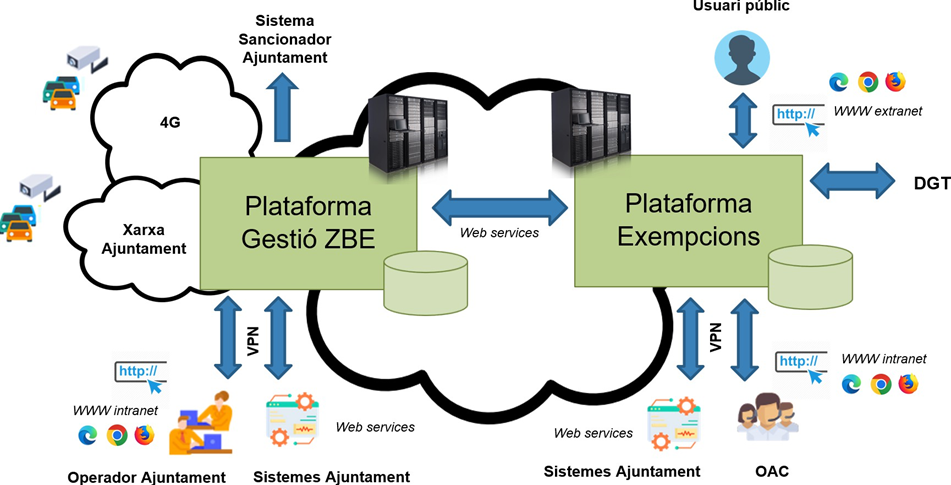 Sistema
Sancionador
Ajuntament
Usuari públic
4G
http://
WWW extranet
DGT
Xarxa
Ajuntament
Plataforma
Gestió ZBE
Web services
Plataforma
Exempcions
VPN
VPN
http://
WWW intranet
Web services
Operador Ajuntament
Sistemes Ajuntament
http://
WWW intranet
Web services
Sistemes Ajuntament
OAC